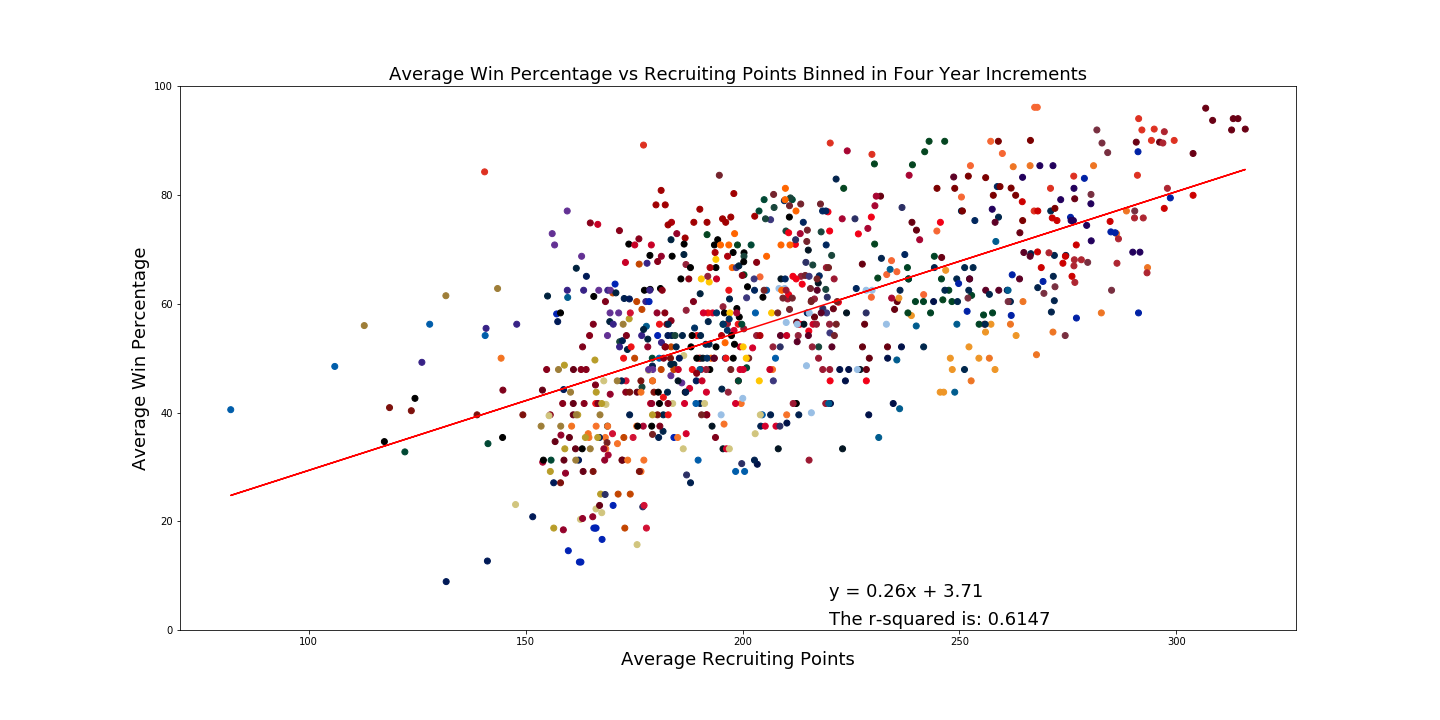 Average Win Percentage vs Recruiting Points Binned in Four Year Increments
100
80
60
40
20
0
Average Win Percentage
y = 0.26x + 3.71
The r-squared is: 0.6147
100 150 200 250 300
Average Recruiting Points